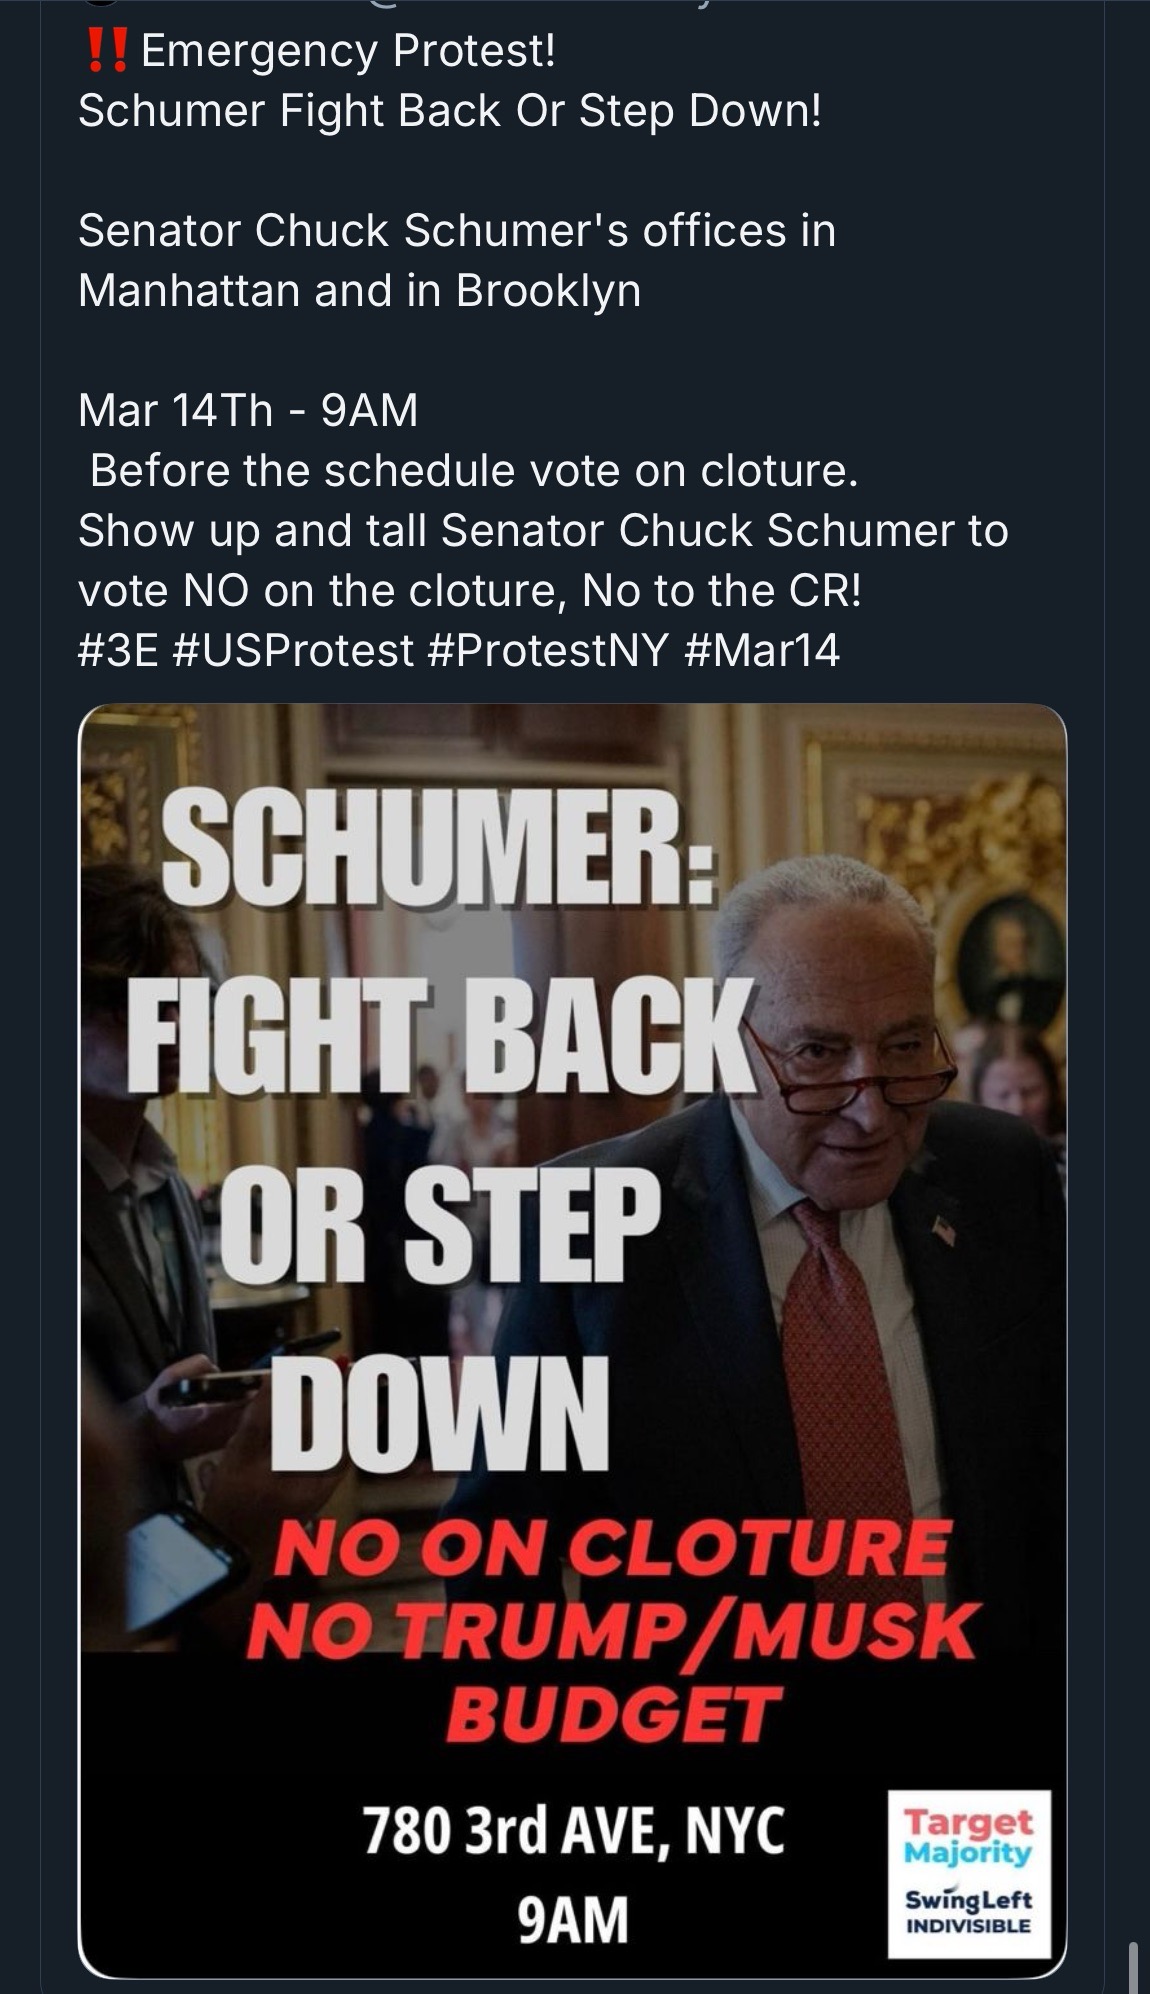 ‼️Emergency Protest!
Schumer Fight Back Or Step Down!
Senator Chuck Schumer's offices in
Manhattan and in Brooklyn
Mar 14Th - 9AM
Before the schedule vote on cloture.
Show up and tall Senator Chuck Schumer to
vote NO on the cloture, No to the CR!
#3E #USProtest #ProtestNY #Mar14
SCHUMER:
FIGHT BACK
OR STEP
DOWN
NO ON CLOTURE
NO TRUMP/MUSK
BUDGET
780 3rd AVE, NYC
9AM
Target
Majority
SwingLeft
INDIVISIBLE